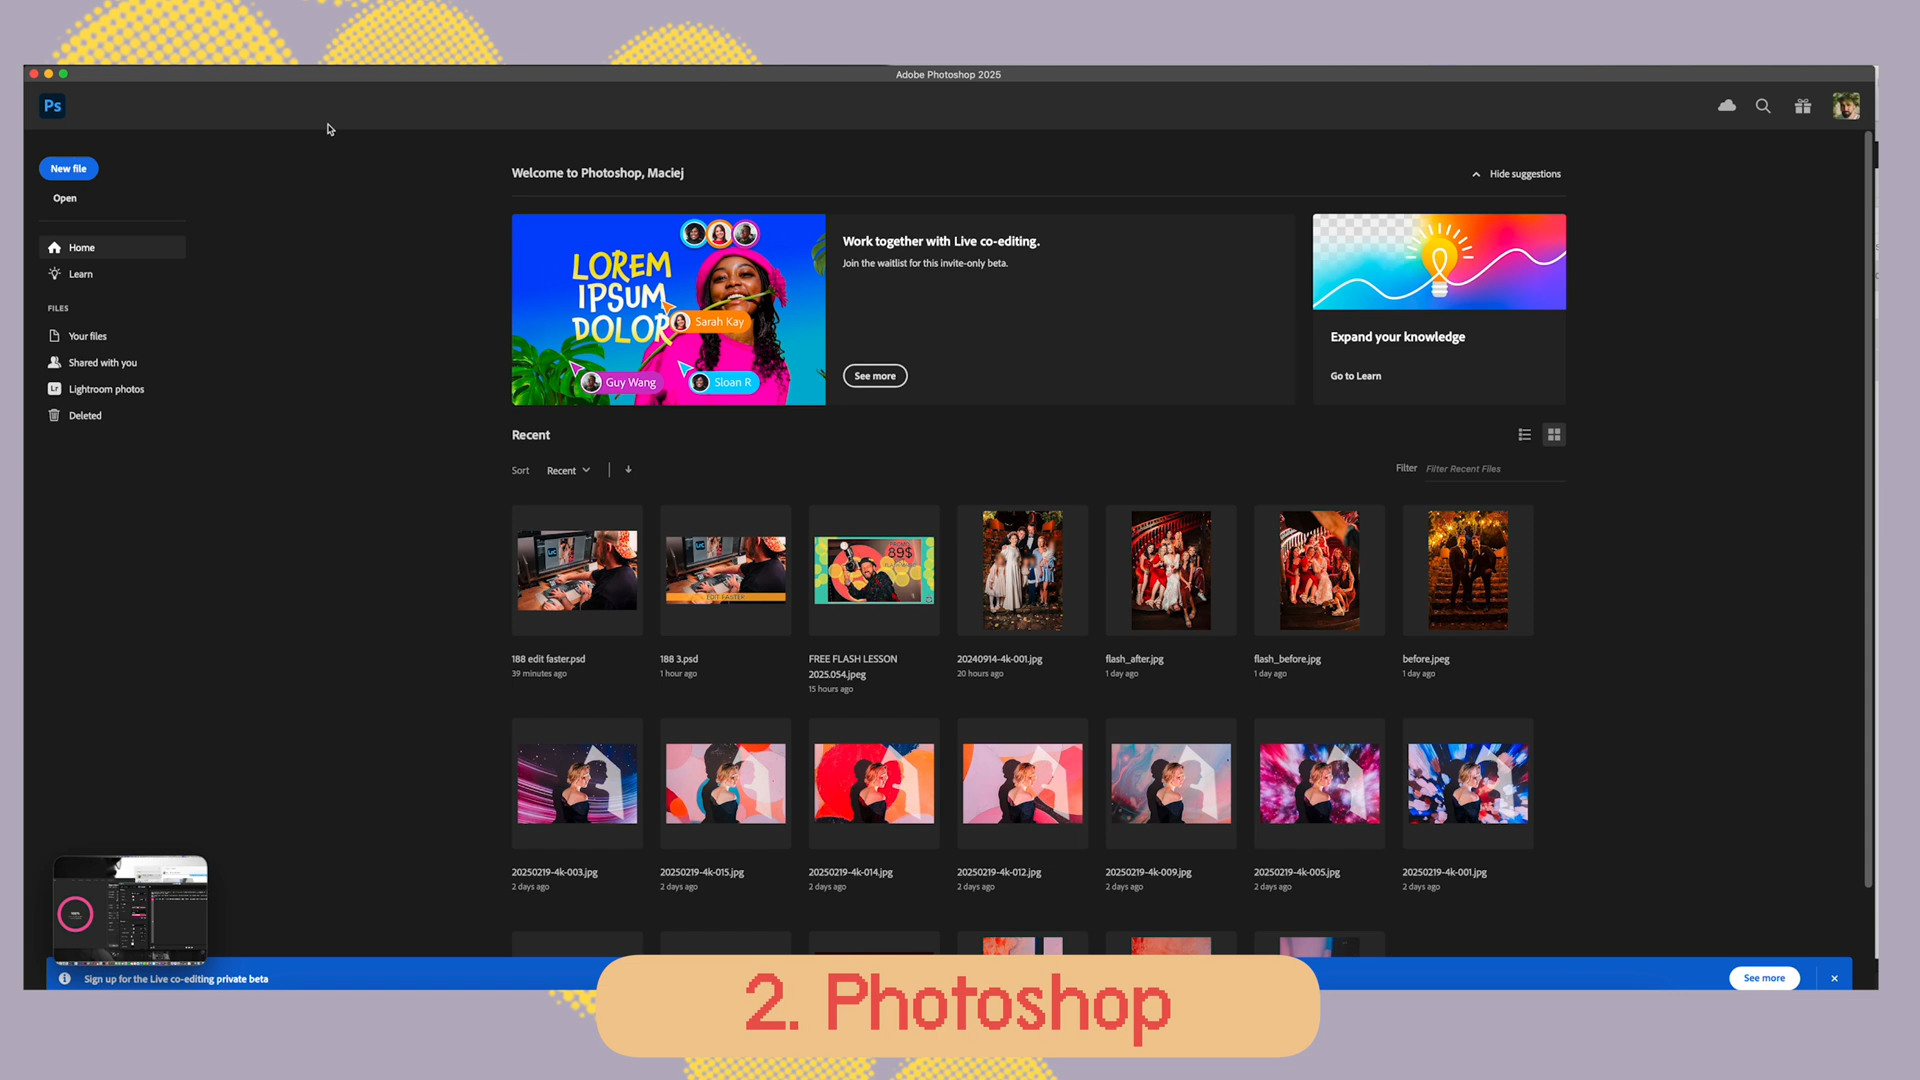 Adobe Photoshop 2025
Ps
New file
Open
Home
Learn
FILES
Your files
Shared with you
Lr
Lightroom photos
Deleted
Welcome to Photoshop, Maciej
Hide suggestions
LOREM
IPSUM
DOLOR
Sarah Kay
Guy Wang
Sloan R
Work together with Live co-editing.
Join the waitlist for this invite-only beta.
See more
Expand your knowledge
Go to Learn
Recent
Sort
Recent
Filter
Filter Recent Files
89$
EDIT FASTER
188 edit faster.psd
39 minutes ago
188 3.psd
1 hour ago
FREE FLASH LESSON
2025.054.jpeg
15 hours ago
20240914-4k-001.jpg
20 hours ago
flash_after.jpg
1 day ago
flash_before.jpg
1 day ago
before.jpeg
1 day ago
20250219-4k-003.jpg
2 days ago
20250219-4k-015.jpg
2 days ago
20250219-4k-014.jpg
2 days ago
20250219-4k-012.jpg
2 days ago
20250219-4k-009.jpg
2 days ago
20250219-4k-005.jpg
2 days ago
20250219-4k-001.jpg
2 days ago
Sign up for the Live co-editing private beta
See more
2. Photoshop